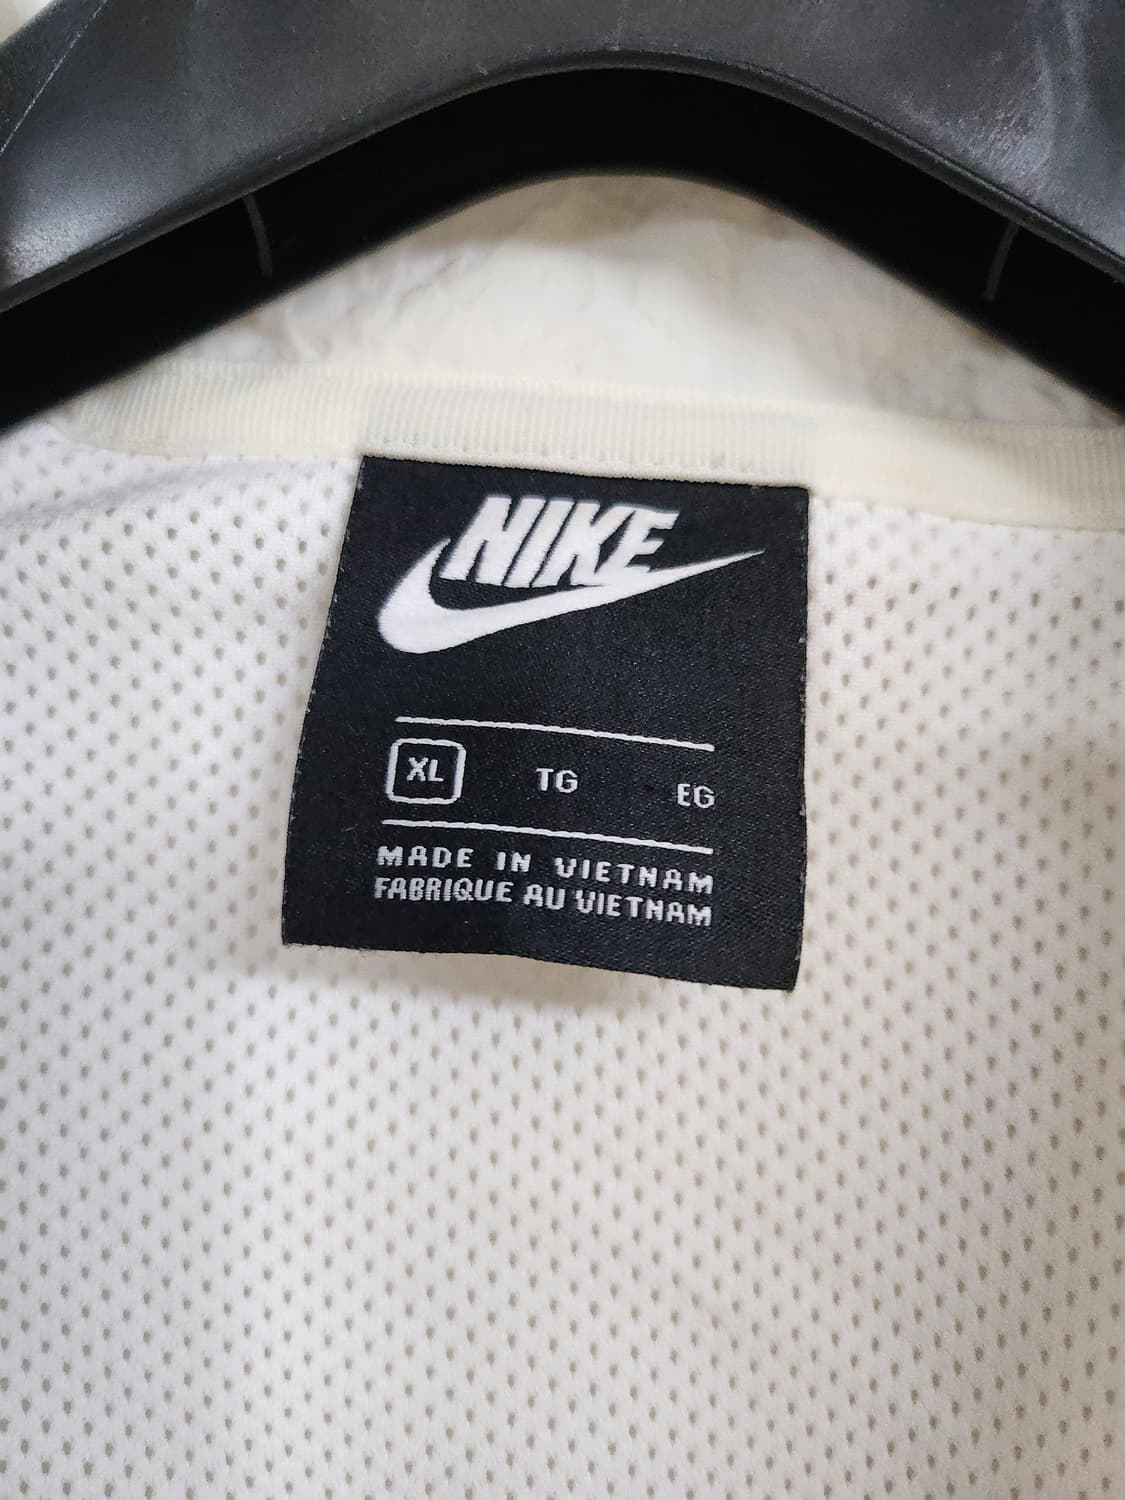 NIKE
XL TG EG
MADE IN VIETNAM
FABRIQUE AU VIETNAM